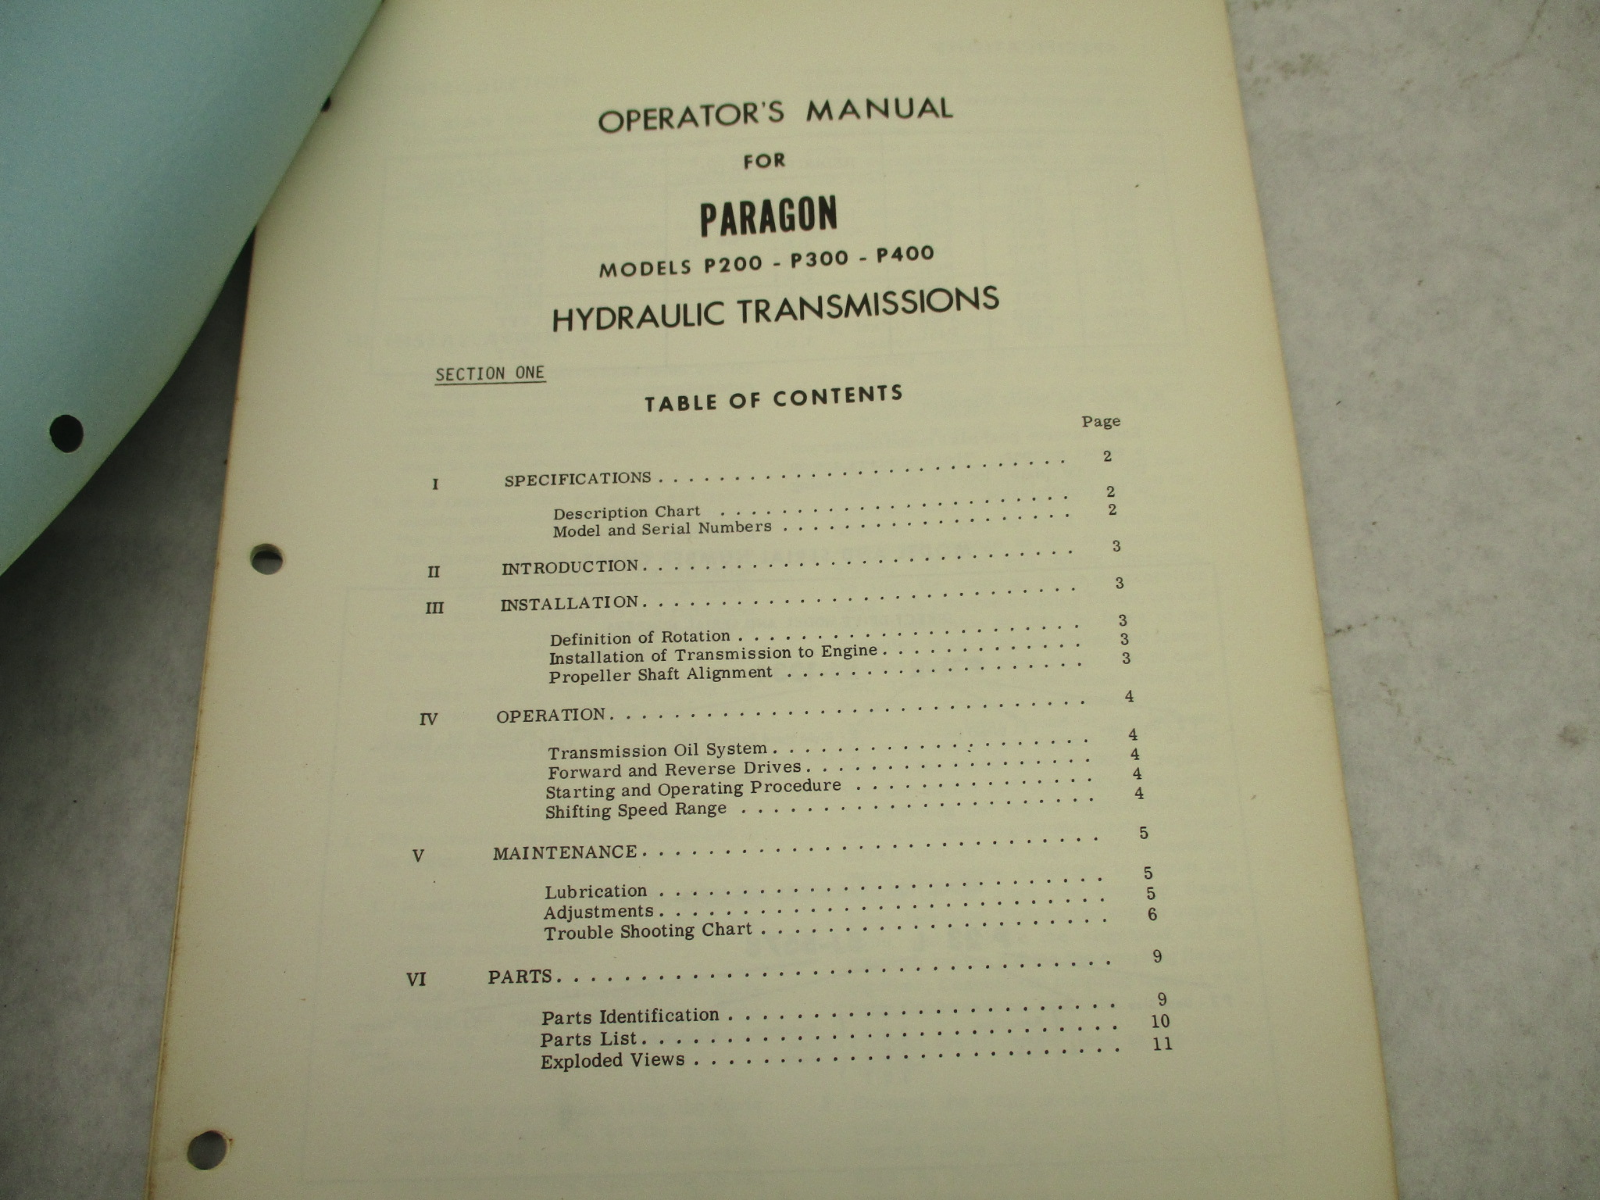 OPERATOR'S MANUAL
FOR
PARAGON
MODELS P200 - P300 - P400
HYDRAULIC TRANSMISSIONS
SECTION ONE
TABLE OF CONTENTS
Page
I SPECIFICATIONS . . . . . . . . . . . . . . . . . . . . . . . . . . . 2
Description Chart . . . . . . . . . . . . . . . . . . . 2
Model and Serial Numbers . . . . . . . . . . . . . . . . 2
II INTRODUCTION . . . . . . . . . . . . . . . . . . . . . . . . . . . 3
III INSTALLATION . . . . . . . . . . . . . . . . . . . . . . . . . . . 3
Definition of Rotation . . . . . . . . . . . . . . . . . . . 3
Installation of Transmission to Engine . . . . . . . . . . . 3
Propeller Shaft Alignment . . . . . . . . . . . . . . . . 3
IV OPERATION . . . . . . . . . . . . . . . . . . . . . . . . . . . 4
Transmission Oil System . . . . . . . . . . . . . . . . . 4
Forward and Reverse Drives . . . . . . . . . . . . . . . 4
Starting and Operating Procedure . . . . . . . . . . . . . 4
Shifting Speed Range . . . . . . . . . . . . . . . . . . . 4
V MAINTENANCE . . . . . . . . . . . . . . . . . . . . . . . . . . . 5
Lubrication . . . . . . . . . . . . . . . . . . . . . . . 5
Adjustments . . . . . . . . . . . . . . . . . . . . . . . 5
Trouble Shooting Chart . . . . . . . . . . . . . . . . . . 6
VI PARTS . . . . . . . . . . . . . . . . . . . . . . . . . . . . . 9
Parts Identification . . . . . . . . . . . . . . . . . . . . 9
Parts List . . . . . . . . . . . . . . . . . . . . . . . . 10
Exploded Views . . . . . . . . . . . . . . . . . . . . . . 11